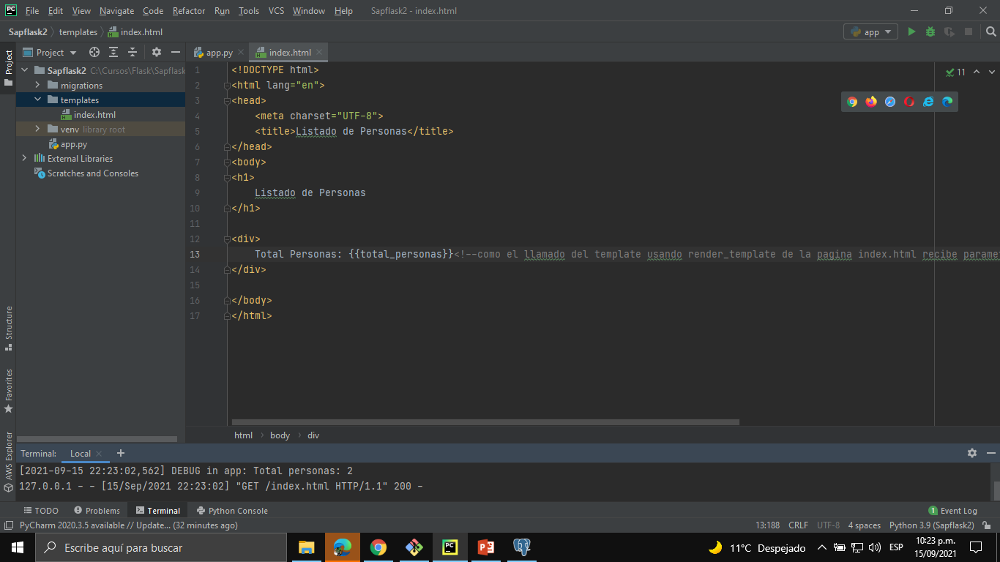 PC File Edit View Navigate Code Refactor Run Tools VCS Window Help Sapflask2 - index.html
Sapflask2 templates index.html app
Project app.py index.html
Project
Sapflask2 C:\Cursos\Flask\Sapflask
migrations
templates
index.html
venv library root
app.py
External Libraries
Scratches and Consoles
1 <!DOCTYPE html>
2 <html lang="en">
3 <head>
4 <meta charset="UTF-8">
5 <title>Listado de Personas</title>
6 </head>
7 <body>
8 <h1>
9 Listado de Personas
10 </h1>
11
12 <div>
13 Total Personas: {{total_personas}}<!--como el llamado del template usando render_template de la pagina index.html recibe paramet
14 </div>
15
16 </body>
17 </html>
11
Structure
Favorites
AWS Explorer
html body div
Terminal: Local
[2021-09-15 22:23:02,562] DEBUG in app: Total personas: 2
127.0.0.1 - - [15/Sep/2021 22:23:02] "GET /index.html HTTP/1.1" 200 -
TODO Problems Terminal Python Console 1 Event Log
PyCharm 2020.3.5 available // Update... (32 minutes ago) 13:188 CRLF UTF-8 4 spaces Python 3.9 (Sapflask2)
Escribe aquí para buscar PC 11°C Despejado ESP 10:23 p.m.
15/09/2021